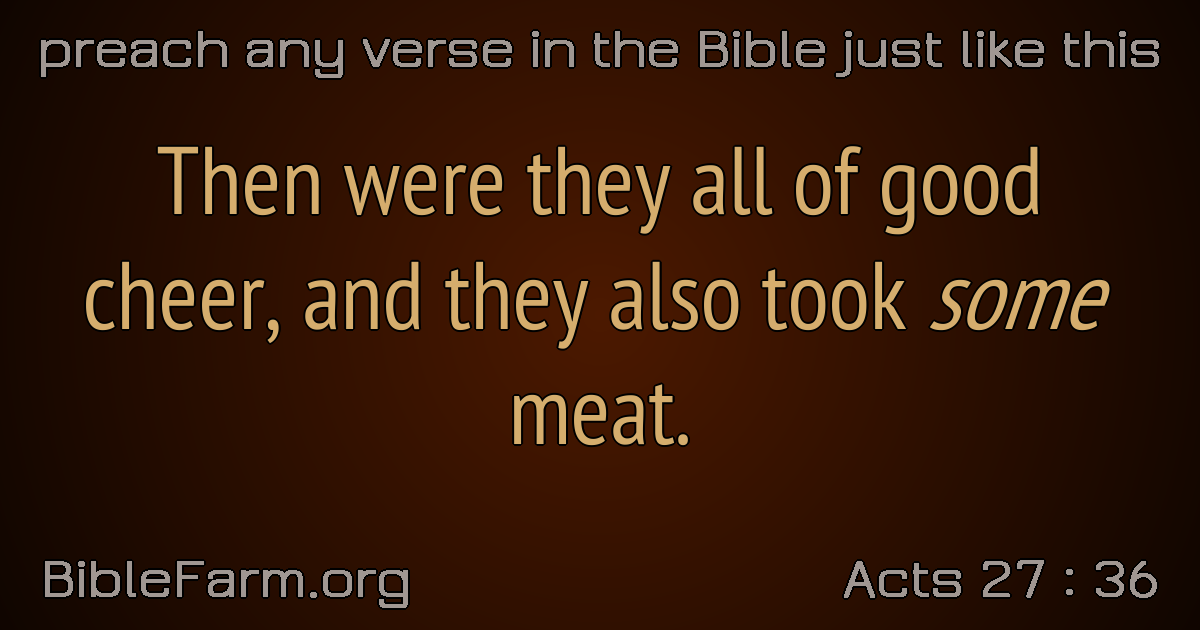 preach any verse in the Bible just like this
Then were they all of good
cheer, and they also took some
meat.
BibleFarm.org
Acts 27 : 36